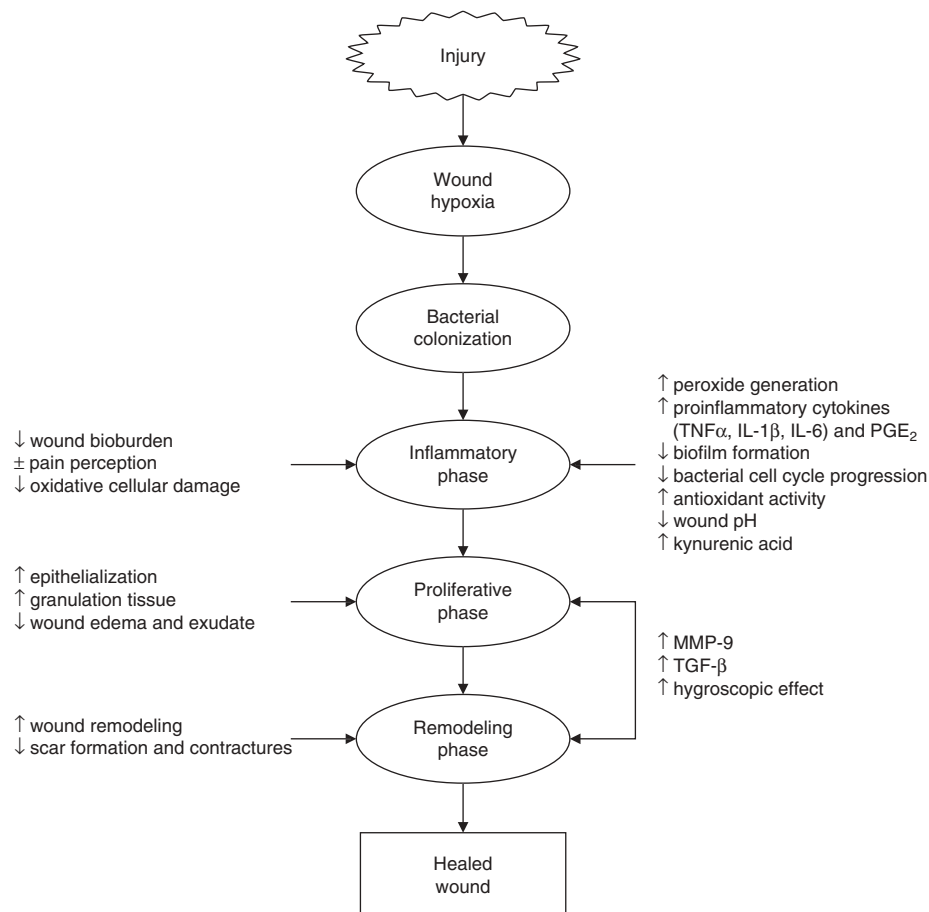 Injury
Wound
hypoxia
Bacterial
colonization
↓ wound bioburden
± pain perception
↓ oxidative cellular damage
Inflammatory
phase
↑ peroxide generation
↑ proinflammatory cytokines
(TNFα, IL-1β, IL-6) and PGE₂
↓ biofilm formation
↓ bacterial cell cycle progression
↑ antioxidant activity
↓ wound pH
↑ kynurenic acid
↑ epithelialization
↑ granulation tissue
↓ wound edema and exudate
Proliferative
phase
↑ MMP-9
↑ TGF-β
↑ hygroscopic effect
↑ wound remodeling
↓ scar formation and contractures
Remodeling
phase
Healed
wound